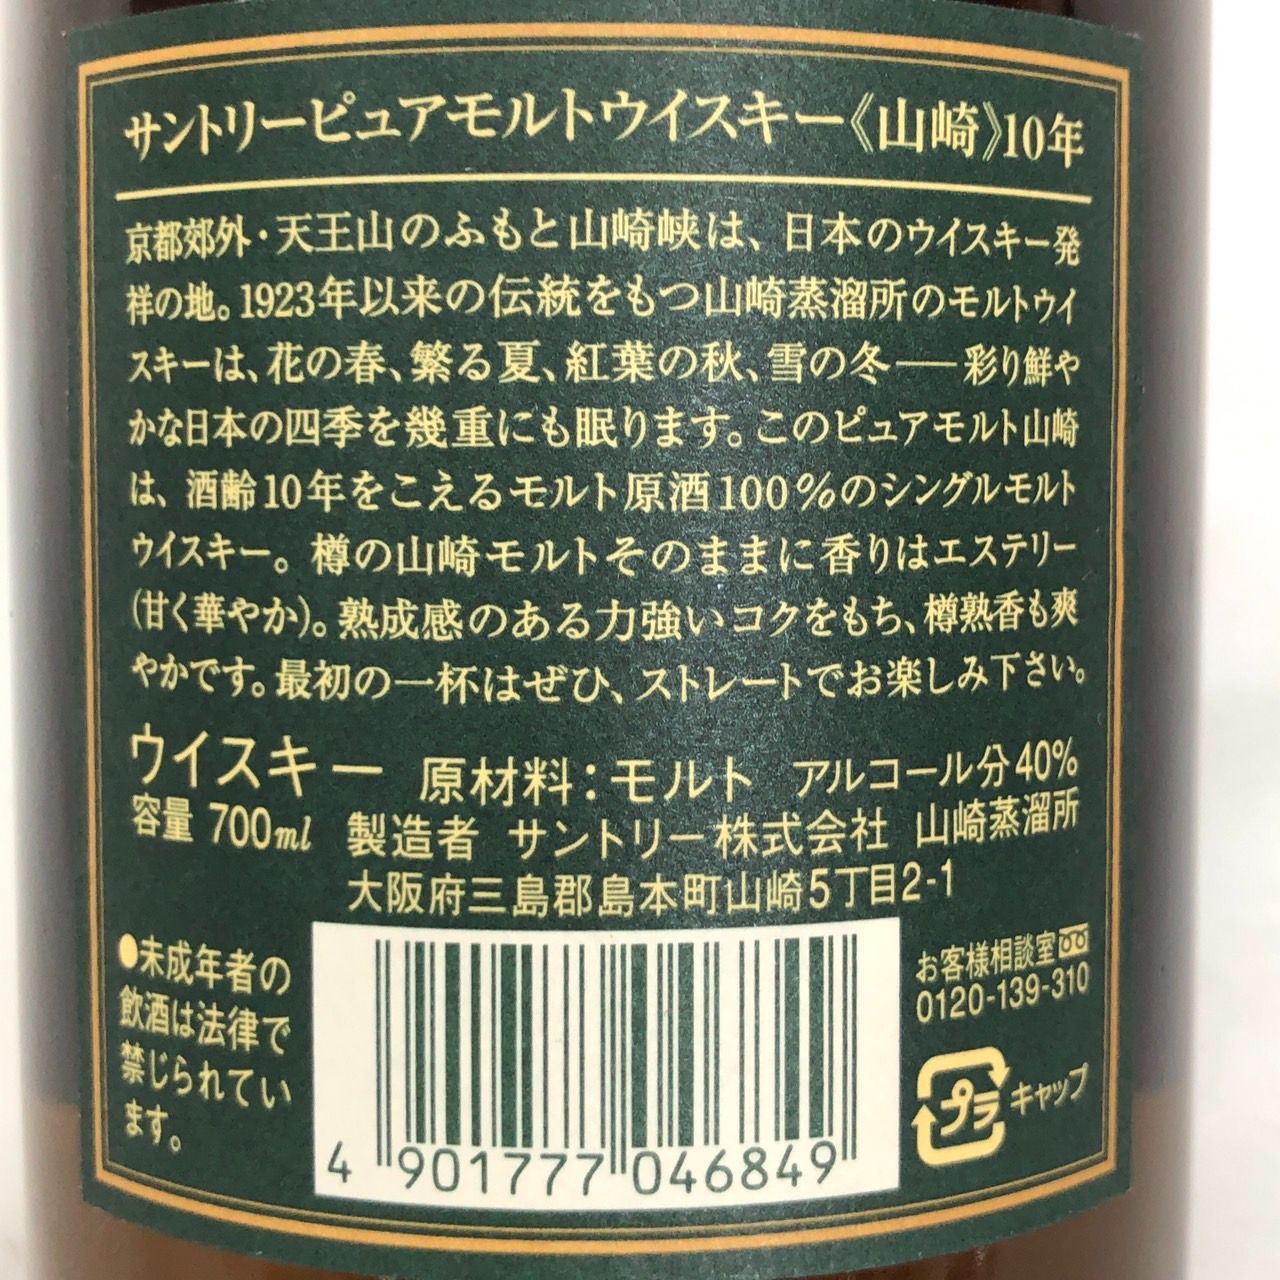 サントリーピュアモルトウイスキー《山崎》10年
京都郊外・天王山のふもと山崎峡は、日本のウイスキー発
祥の地。1923年以来の伝統をもつ山崎蒸溜所のモルトウイ
スキーは、花の春、繁る夏、紅葉の秋、雪の冬──彩り鮮や
かな日本の四季を幾重にも眠ります。このピュアモルト山崎
は、酒齢10年をこえるモルト原酒100%のシングルモルト
ウイスキー。樽の山崎モルトそのままに香りはエステリー
(甘く華やか)。熟成感のある力強いコクをもち、樽熟香も爽
やかです。最初の一杯はぜひ、ストレートでお楽しみ下さい。
ウイスキー 原材料:モルト アルコール分40%
容量 700ml 製造者 サントリー株式会社 山崎蒸溜所
大阪府三島郡島本町山崎5丁目2-1
●未成年者の
飲酒は法律で
禁じられてい
ます。
4 901777 046849
お客様相談室
0120-139-310
プラ キャップ